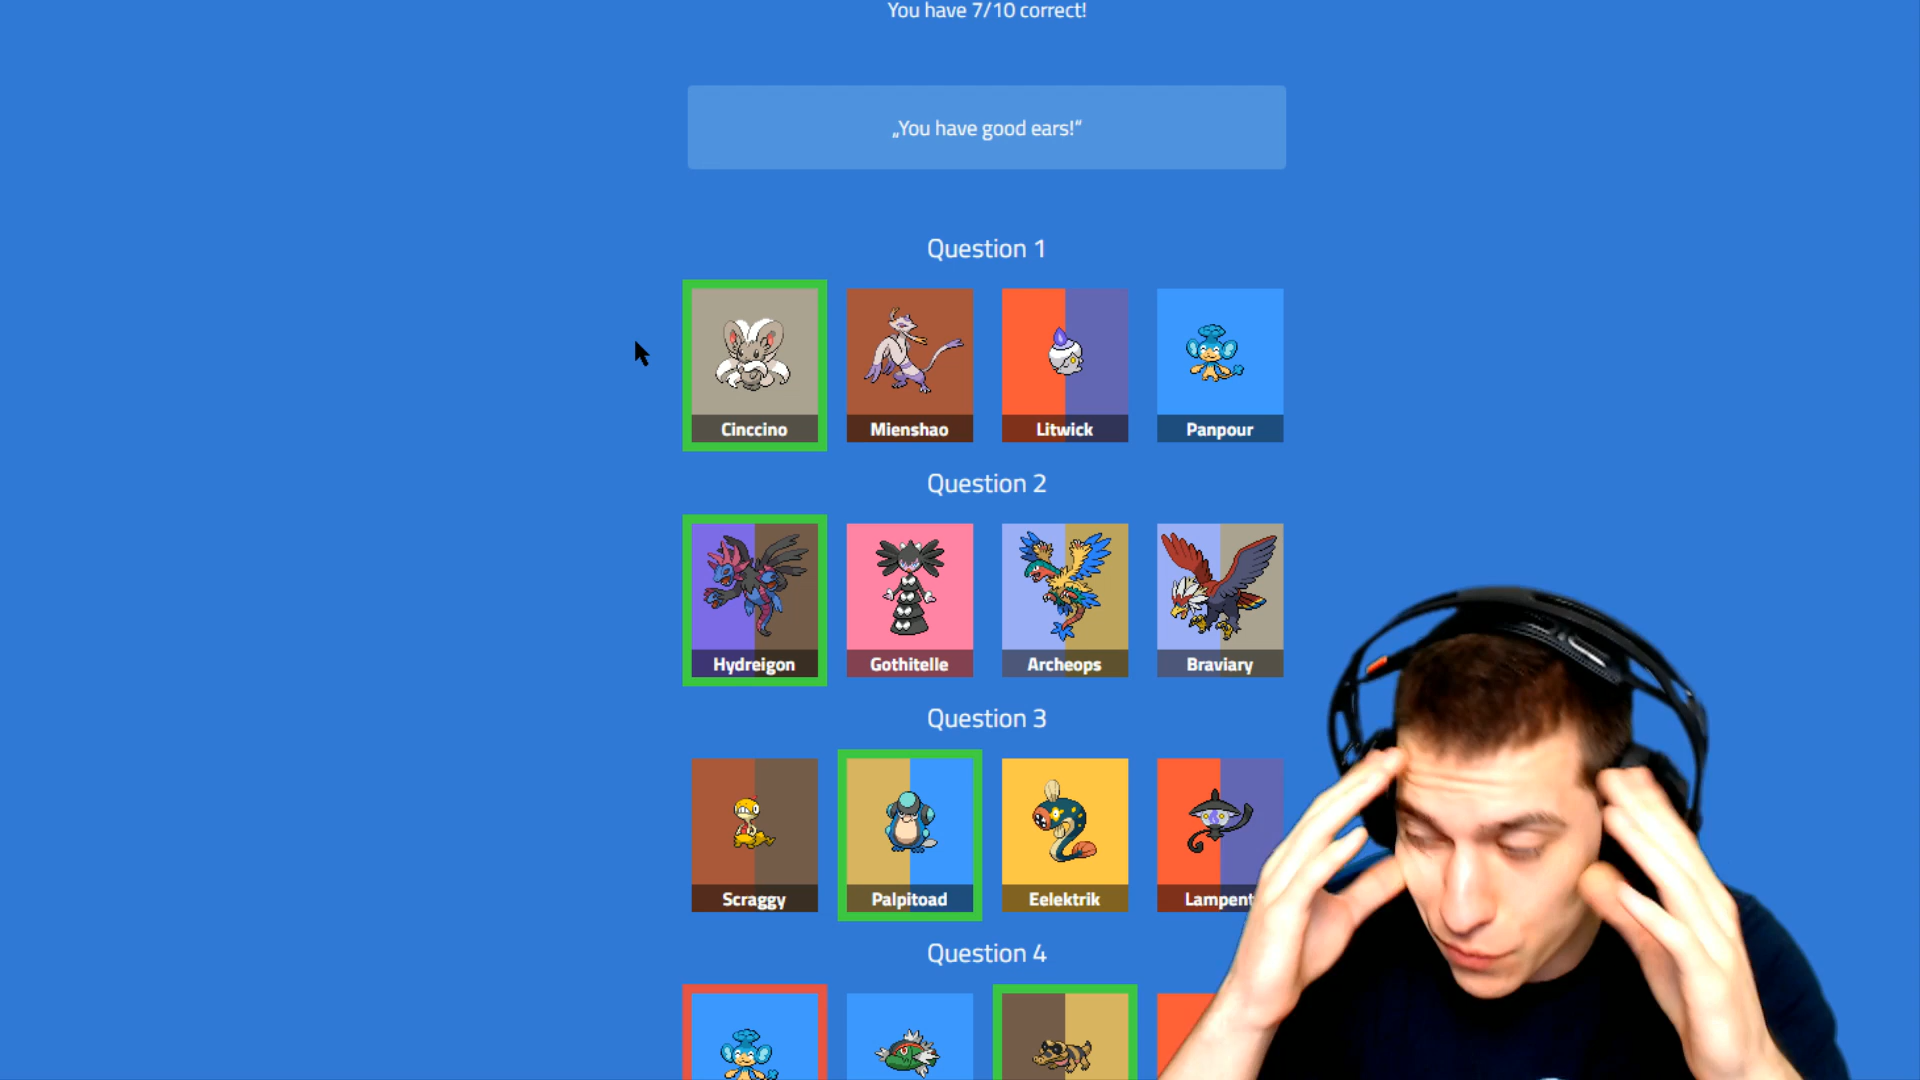 You have 7/10 correct!
„You have good ears!“
Question 1
Cinccino
Mienshao
Litwick
Panpour
Question 2
Hydreigon
Gothitelle
Archeops
Braviary
Question 3
Scraggy
Palpitoad
Eelektrik
Lampent
Question 4